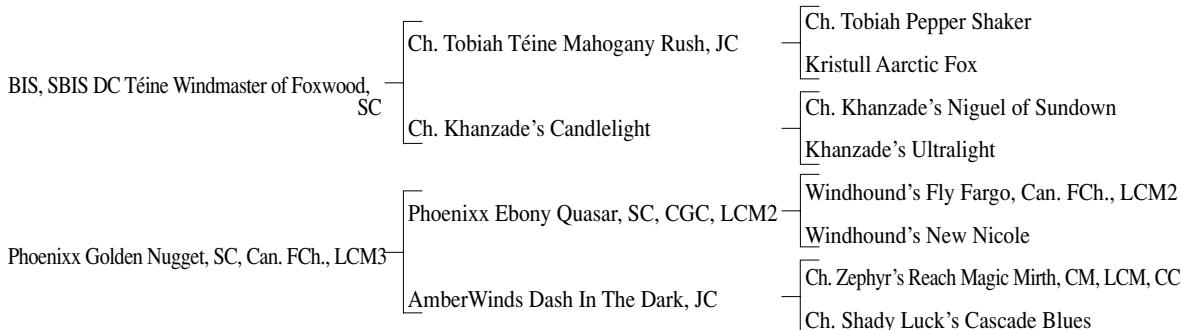 Ch. Tobiah Pepper Shaker
Ch. Tobiah Téine Mahogany Rush, JC
Kristull Aarctic Fox
BIS, SBIS DC Téine Windmaster of Foxwood,
SC
Ch. Khanzade’s Niguel of Sundown
Ch. Khanzade’s Candlelight
Khanzade’s Ultralight
Windhound’s Fly Fargo, Can. FCh., LCM2
Phoenixx Ebony Quasar, SC, CGC, LCM2
Windhound’s New Nicole
Phoenixx Golden Nugget, SC, Can. FCh., LCM3
Ch. Zephyr’s Reach Magic Mirth, CM, LCM, CC
AmberWinds Dash In The Dark, JC
Ch. Shady Luck’s Cascade Blues